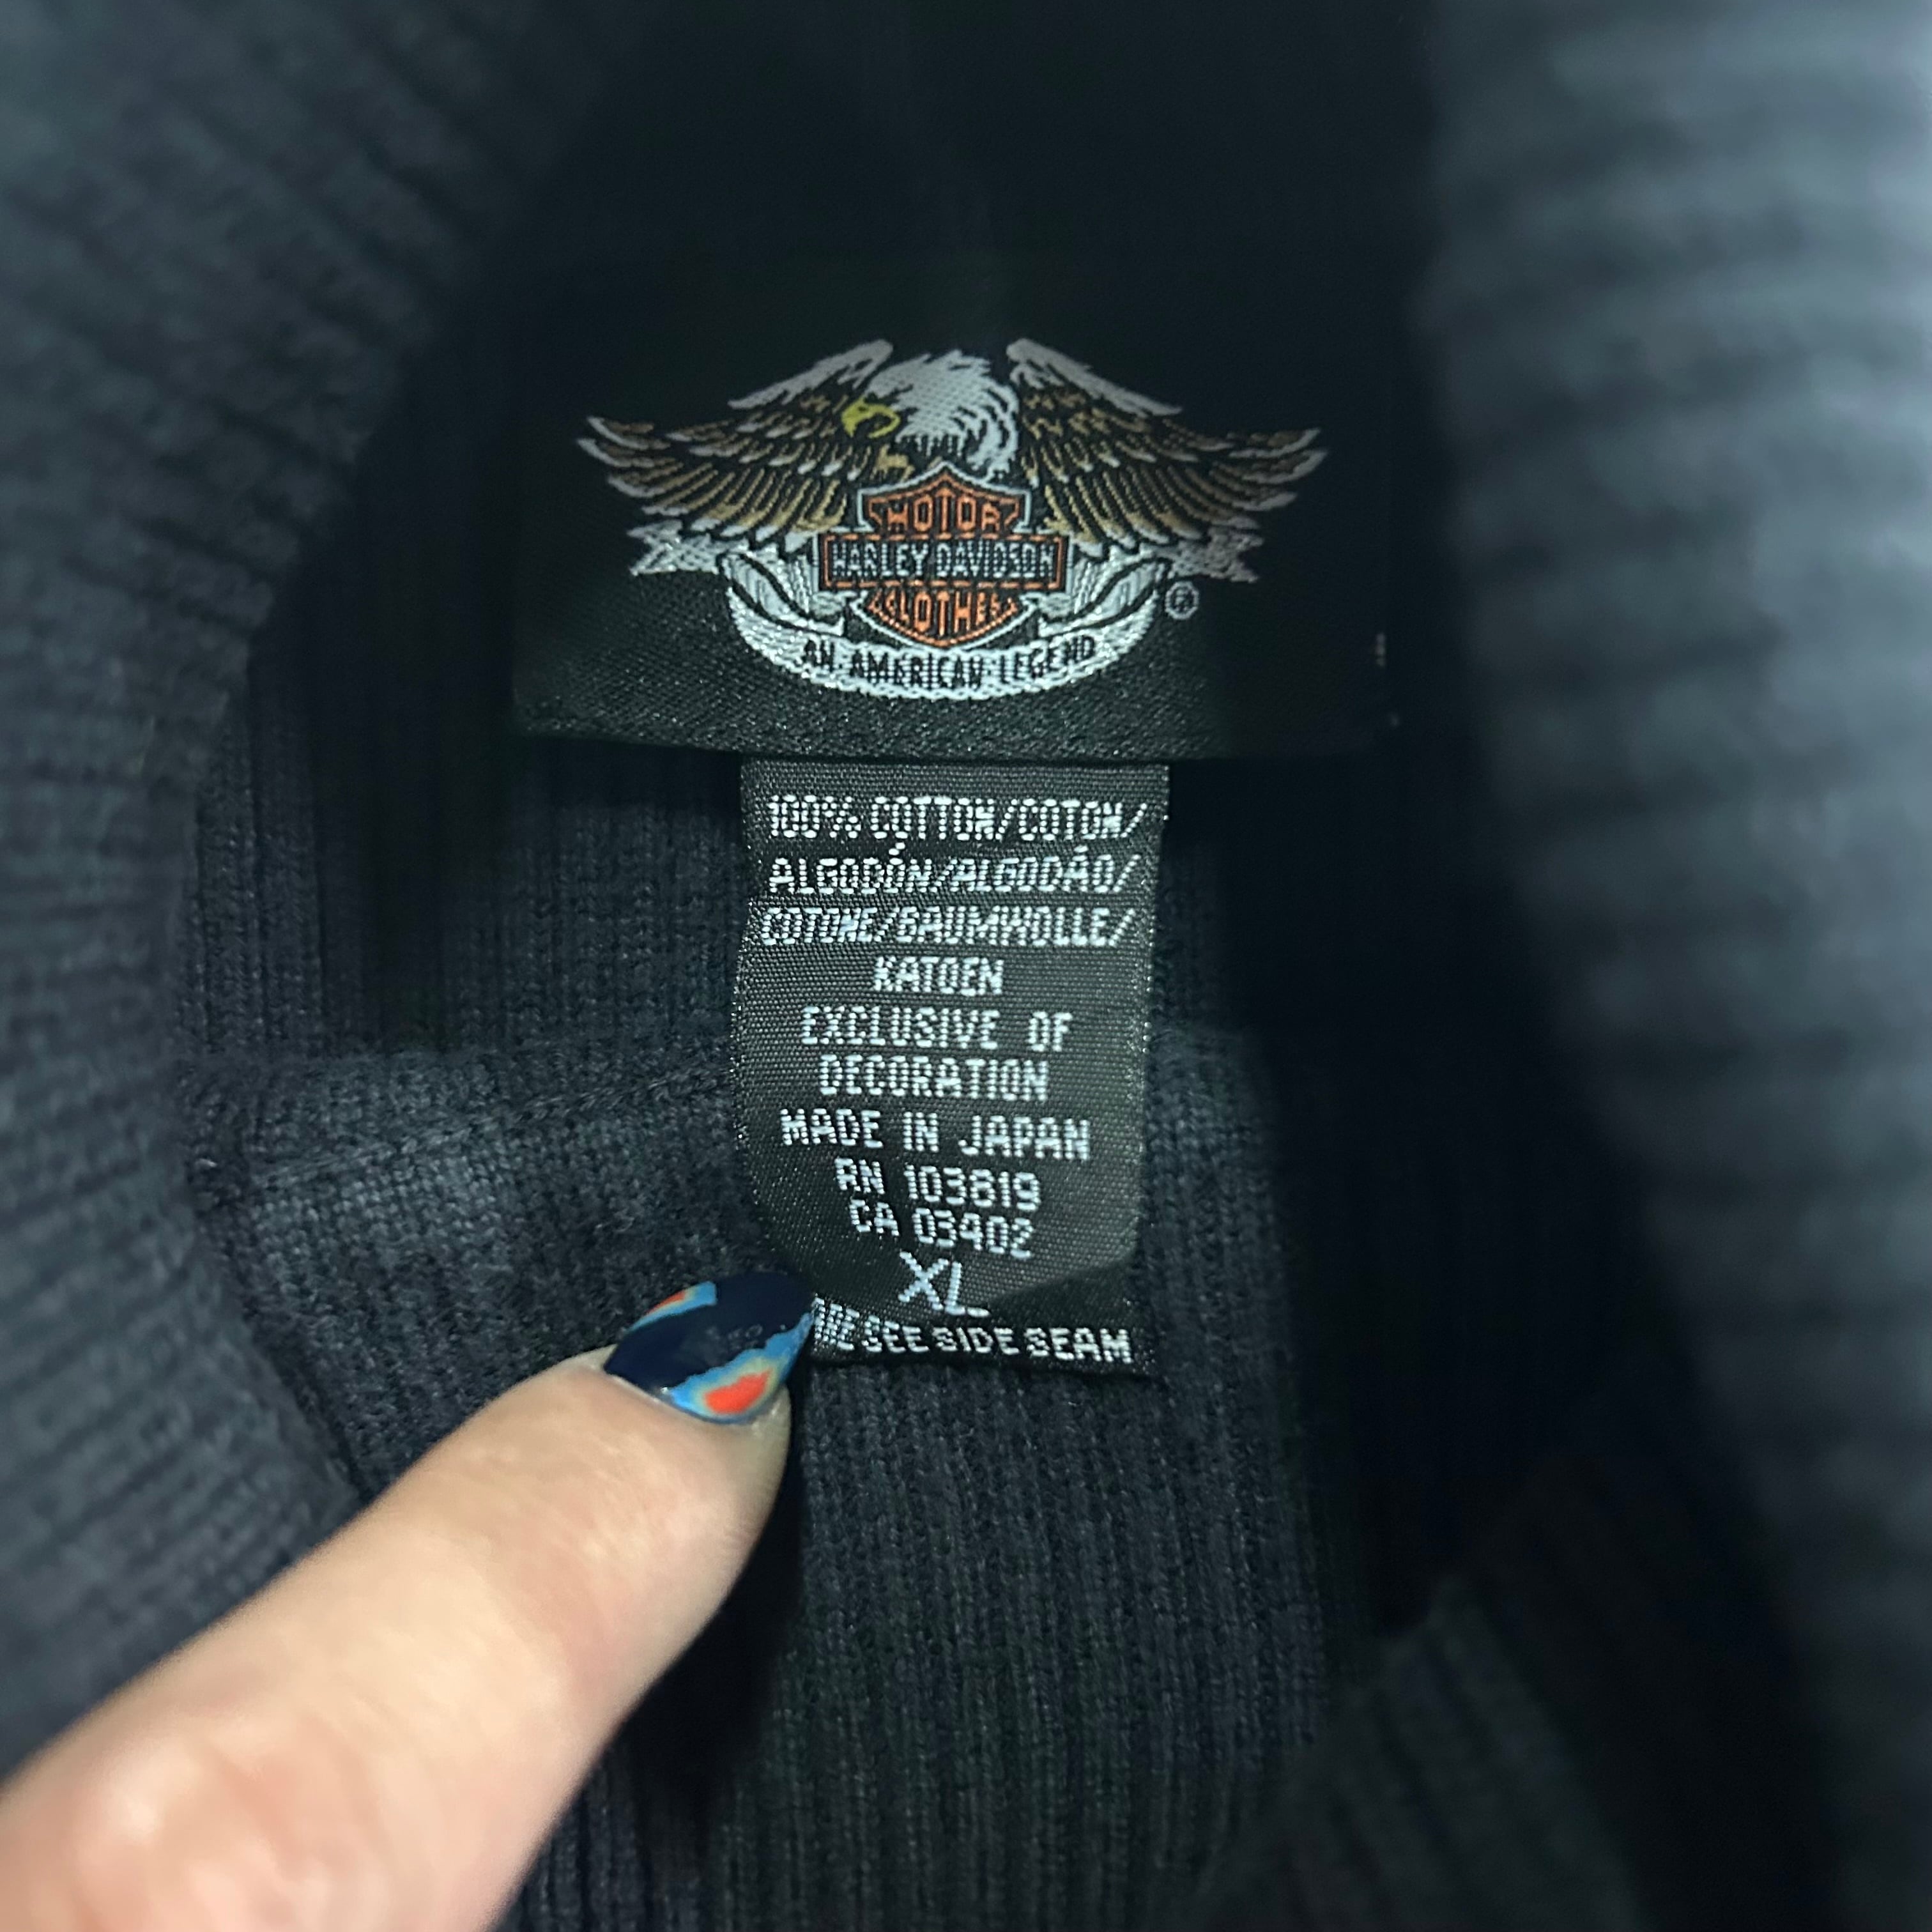 MOTOR
HARLEY-DAVIDSON
CLOTHES
®
AN AMERICAN LEGEND
100% COTTON/COTON/
ALGODÓN/ALGODÃO/
COTONE/BAUMWOLLE/
KATOEN
EXCLUSIVE OF
DECORATION
MADE IN JAPAN
RN 103819
CA 03402
XL
SEE SIDE SEAM